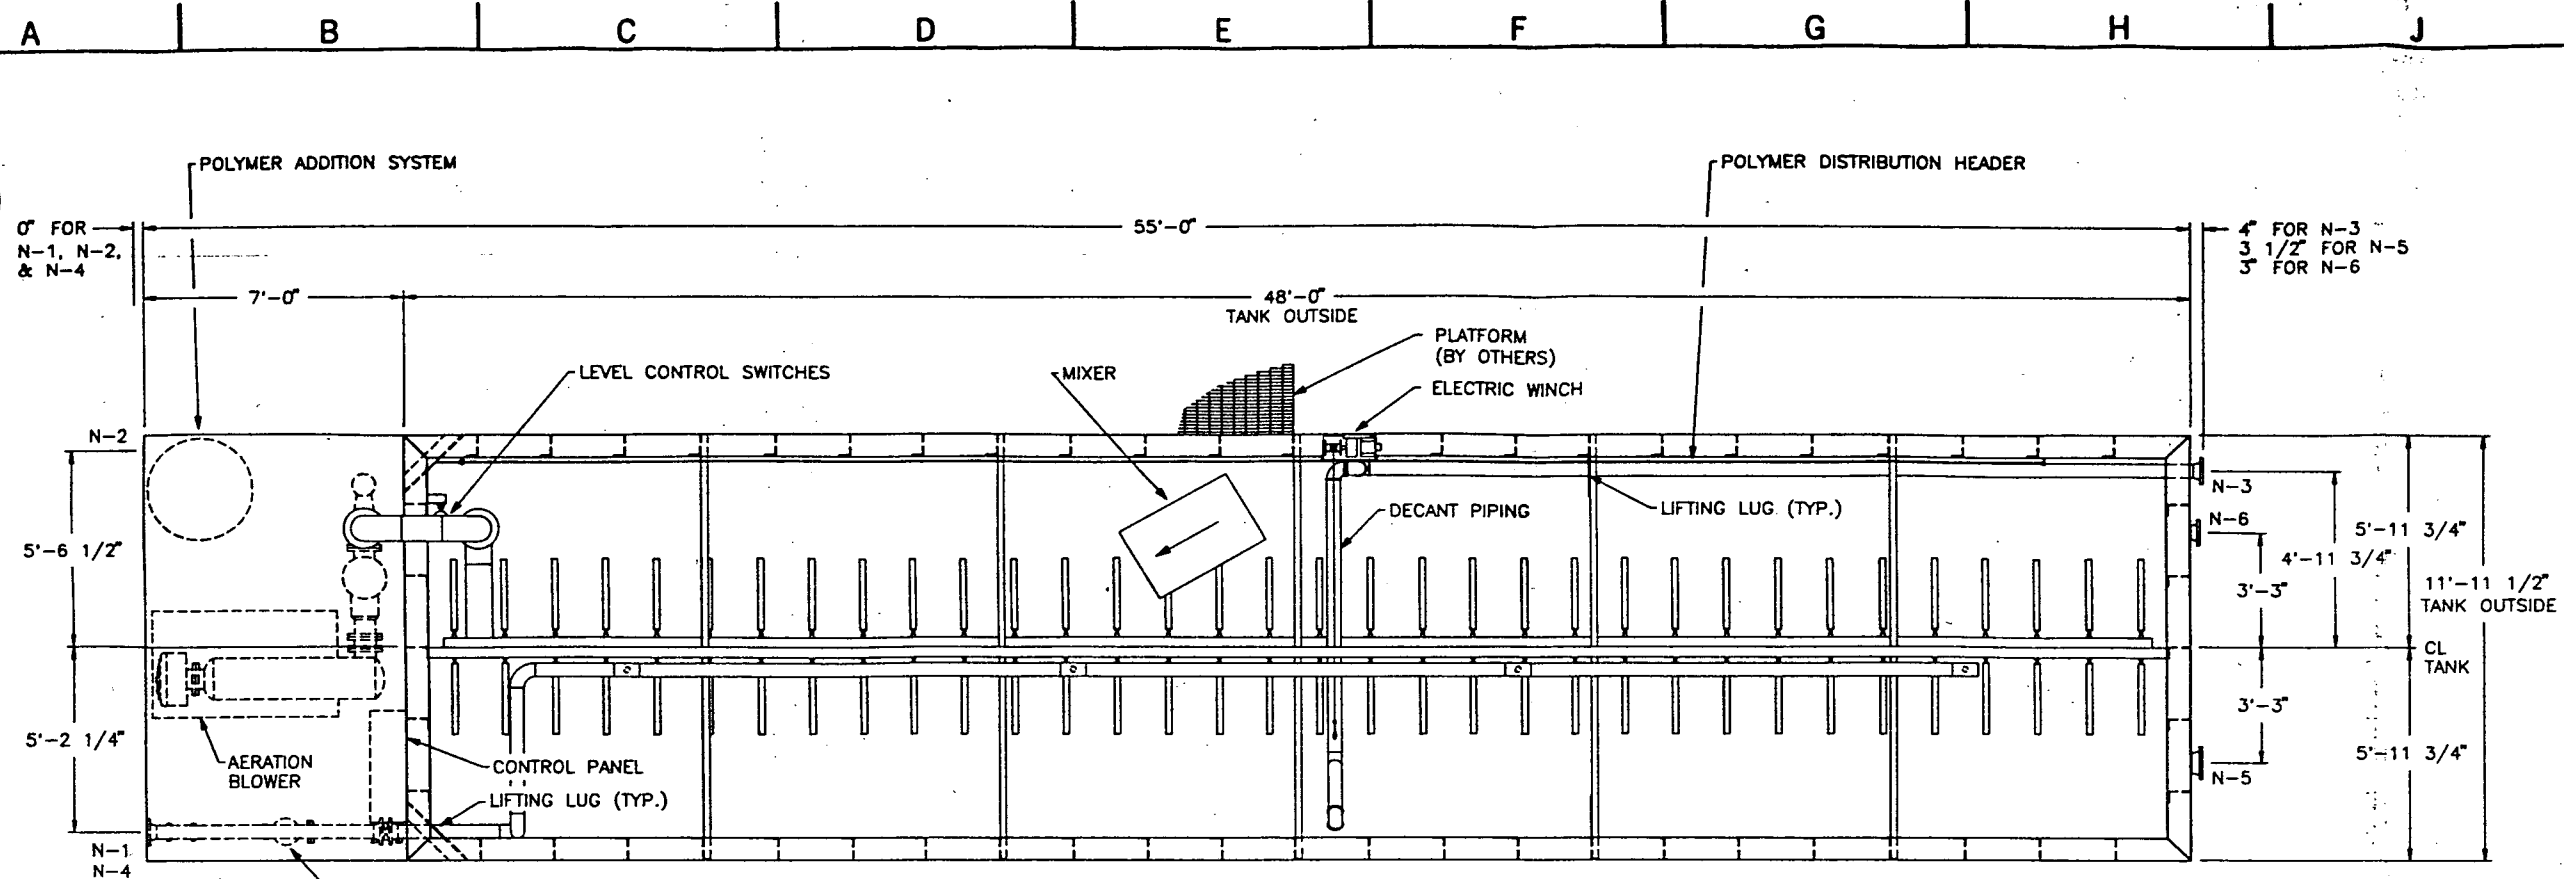 A B C D E F G H J
POLYMER ADDITION SYSTEM
POLYMER DISTRIBUTION HEADER
0" FOR
N-1, N-2,
& N-4
55'-0"
4" FOR N-3
3 1/2" FOR N-5
3" FOR N-6
7'-0"
48'-0"
TANK OUTSIDE
PLATFORM
(BY OTHERS)
LEVEL CONTROL SWITCHES
MIXER
ELECTRIC WINCH
N-2
N-3
DECANT PIPING
LIFTING LUG (TYP.)
N-6
5'-11 3/4"
5'-6 1/2"
4'-11 3/4"
3'-3"
11'-11 1/2"
TANK OUTSIDE
CL
TANK
3'-3"
5'-2 1/4"
5'-11 3/4"
AERATION
BLOWER
CONTROL PANEL
N-5
LIFTING LUG (TYP.)
N-1
N-4